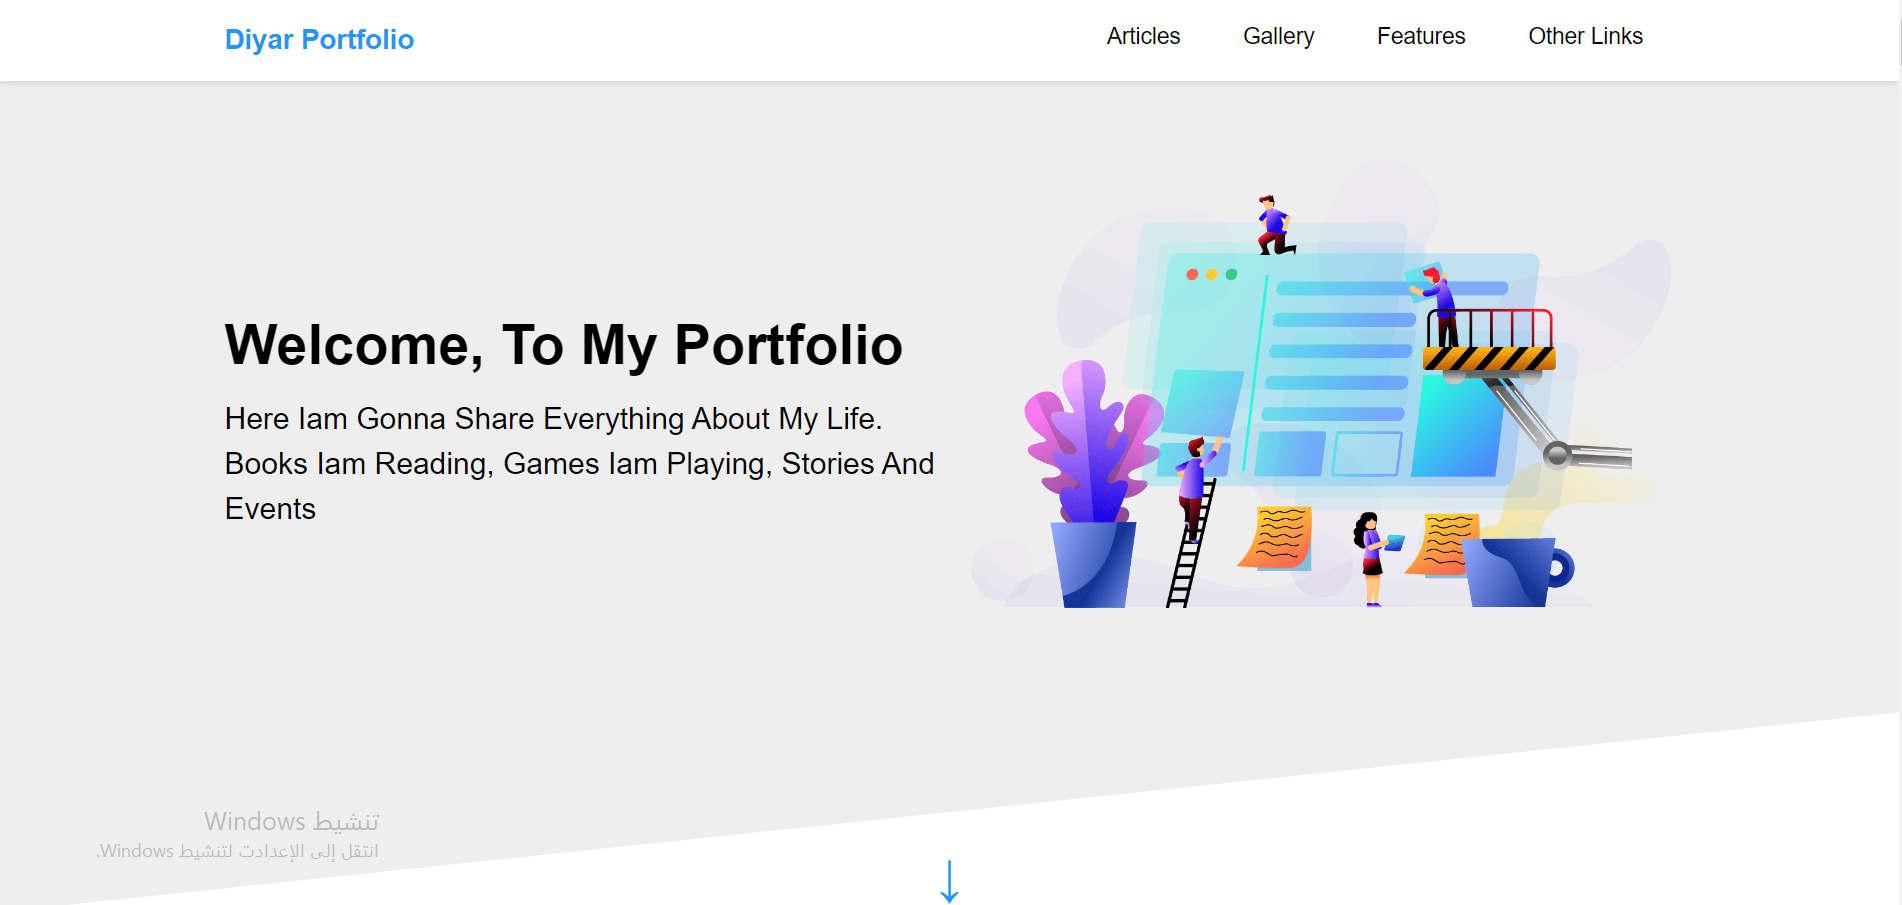 Diyar Portfolio
Articles
Gallery
Features
Other Links
Welcome, To My Portfolio
Here Iam Gonna Share Everything About My Life.
Books Iam Reading, Games Iam Playing, Stories And
Events
تنشيط Windows
انتقل إلى الإعدادت لتنشيط Windows.